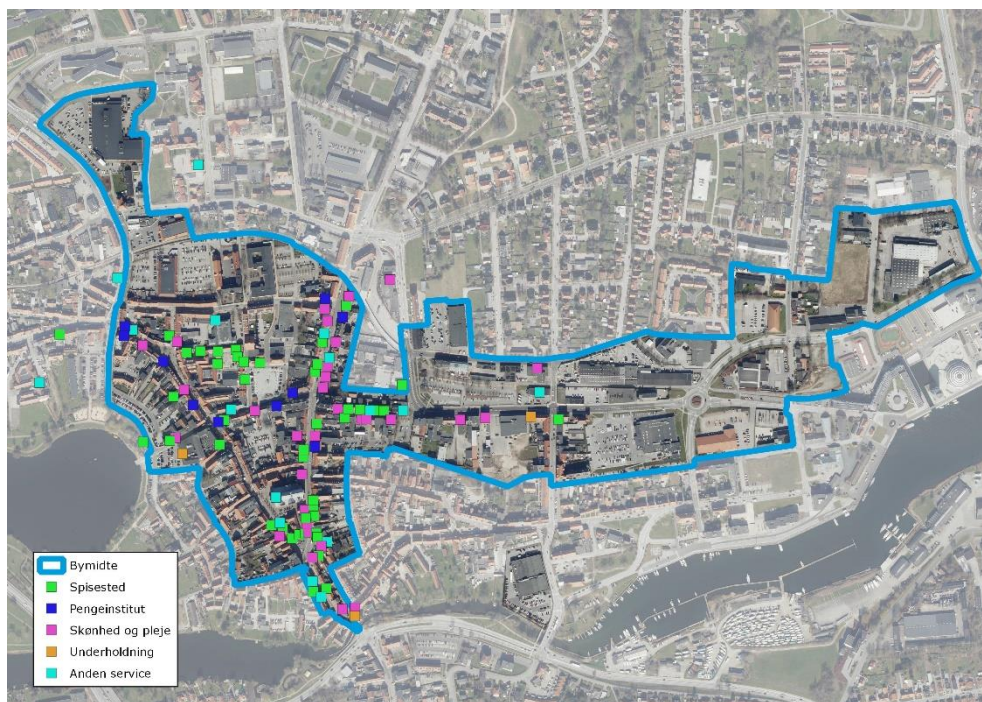 Bymidte
Spisested
Pengeinstitut
Skønhed og pleje
Underholdning
Anden service